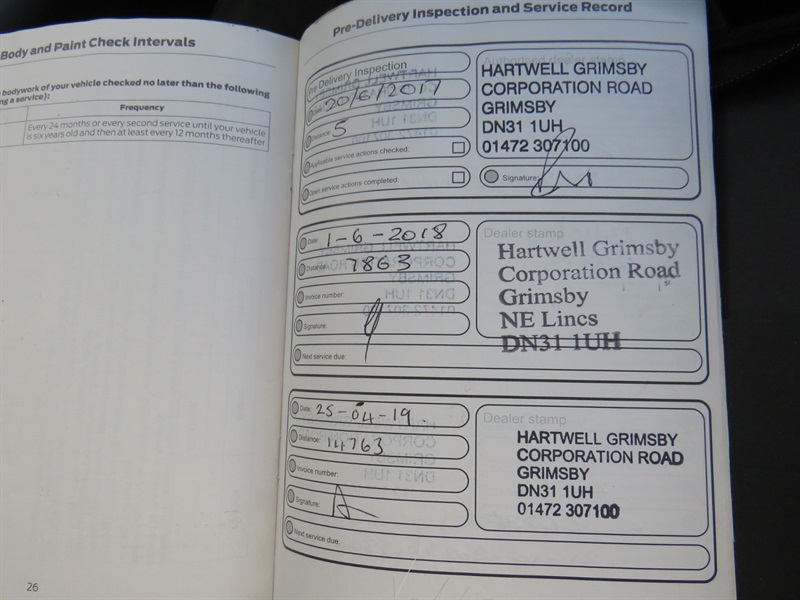 Body and Paint Check Intervals
bodywork of your vehicle checked no later than the following
ng a service):
Frequency
Every 24 months or every second service until your vehicle
is six years old and then at least every 12 months thereafter
26
Pre-Delivery Inspection and Service Record
Pre Delivery Inspection
Date: 20/6/2017
Distance: 5
Applicable service actions checked:
Open service actions completed:
Authorised dealer stamp
HARTWELL GRIMSBY
CORPORATION ROAD
GRIMSBY
DN31 1UH
01472 307100
Signature:
Date: 1-6-2018
Distance: 7863
Invoice number:
Signature:
Next service due:
Dealer stamp
Hartwell Grimsby
Corporation Road
Grimsby
NE Lincs
DN31 1UH
Date: 25-04-19.
Distance: 14763
Invoice number:
Signature:
Next service due:
Dealer stamp
HARTWELL GRIMSBY
CORPORATION ROAD
GRIMSBY
DN31 1UH
01472 307100